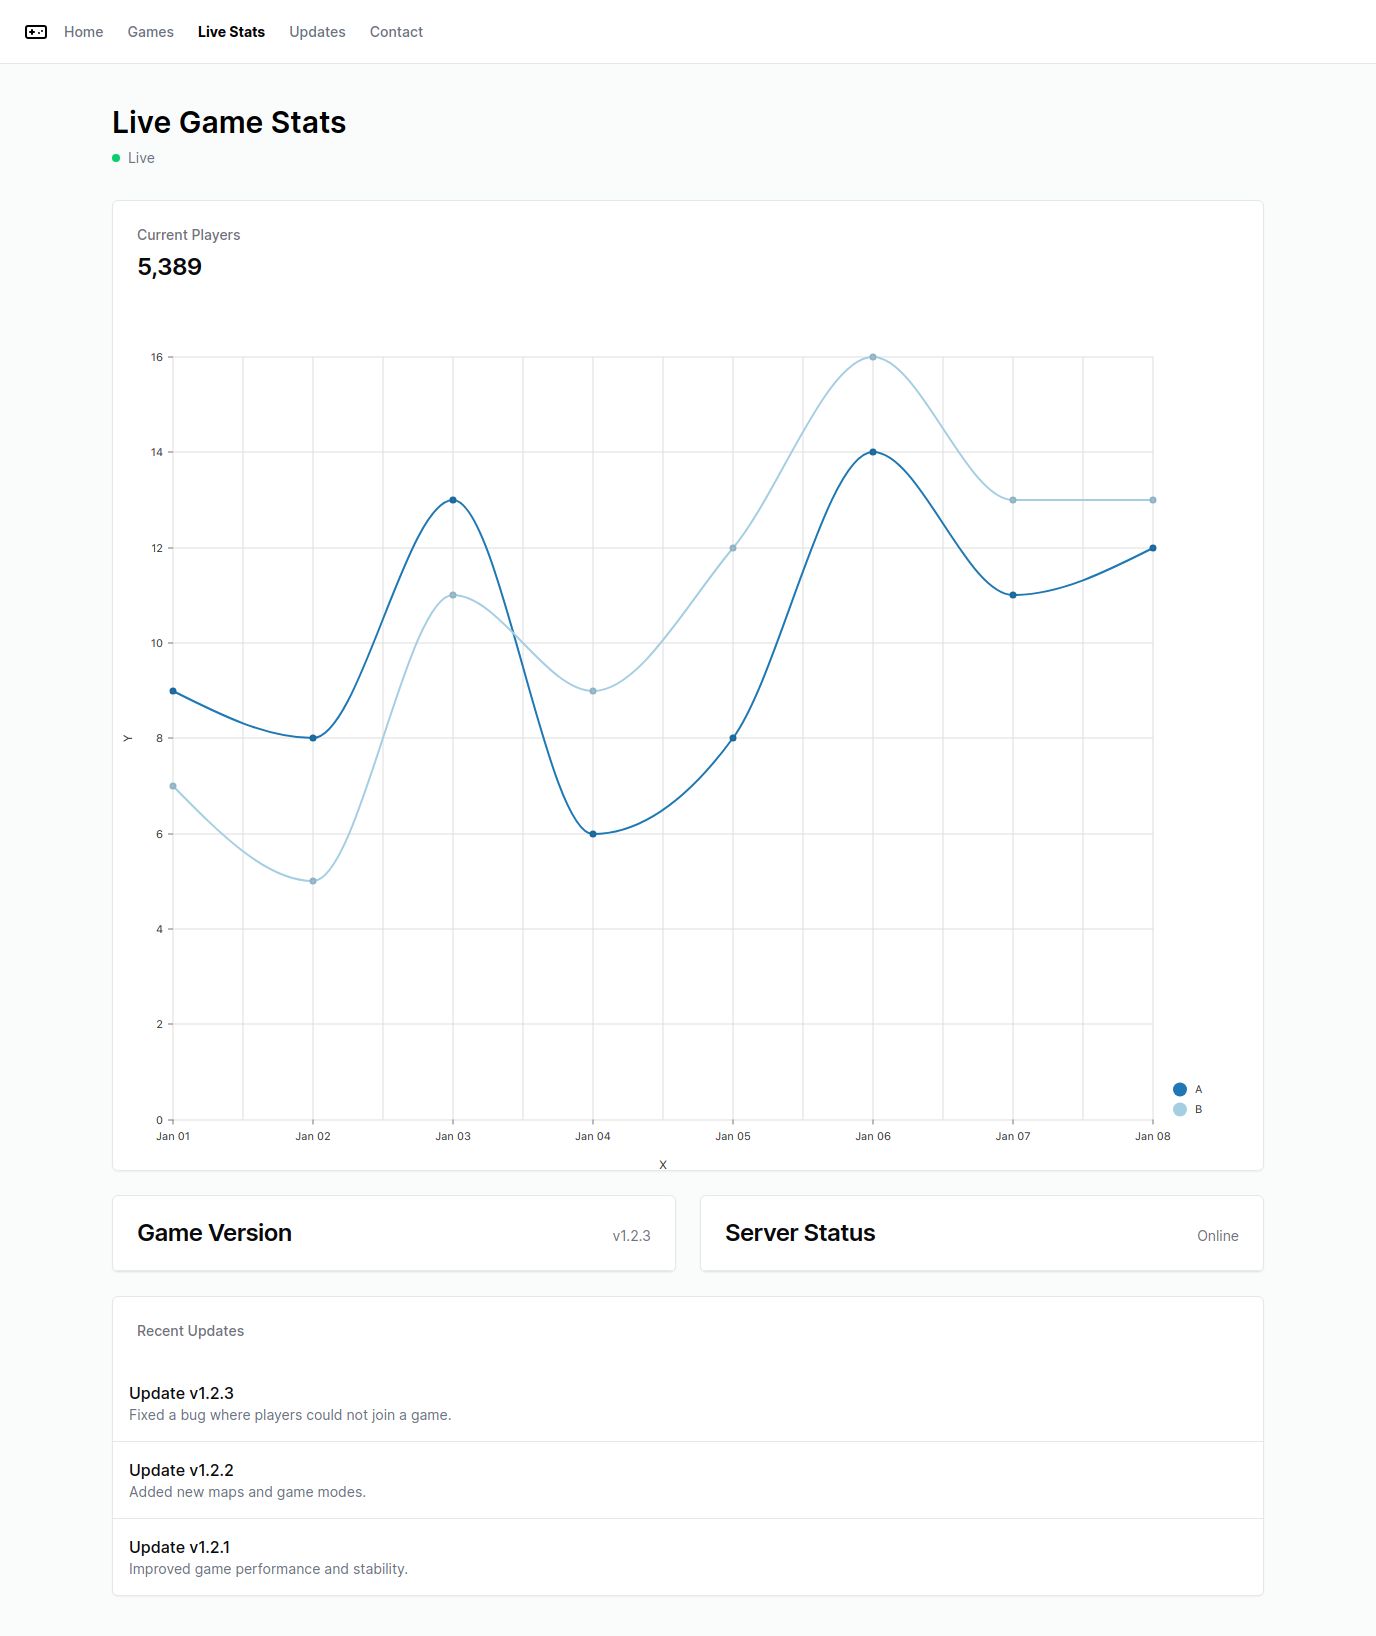 Home Games Live Stats Updates Contact
Live Game Stats
Live
Current Players
5,389
16
14
12
10
8
6
4
2
0
Y
Jan 01 Jan 02 Jan 03 Jan 04 Jan 05 Jan 06 Jan 07 Jan 08
X
A
B
Game Version v1.2.3
Server Status Online
Recent Updates
Update v1.2.3
Fixed a bug where players could not join a game.
Update v1.2.2
Added new maps and game modes.
Update v1.2.1
Improved game performance and stability.